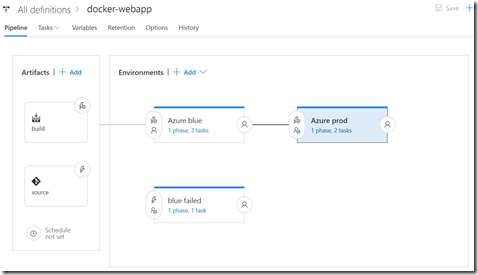 All definitions > docker-webapp
Save
Pipeline Tasks Variables Retention Options History
Artifacts | + Add
Environments | + Add
build
Azure blue
1 phase, 3 tasks
Azure prod
1 phase, 2 tasks
source
blue failed
1 phase, 1 task
Schedule
not set